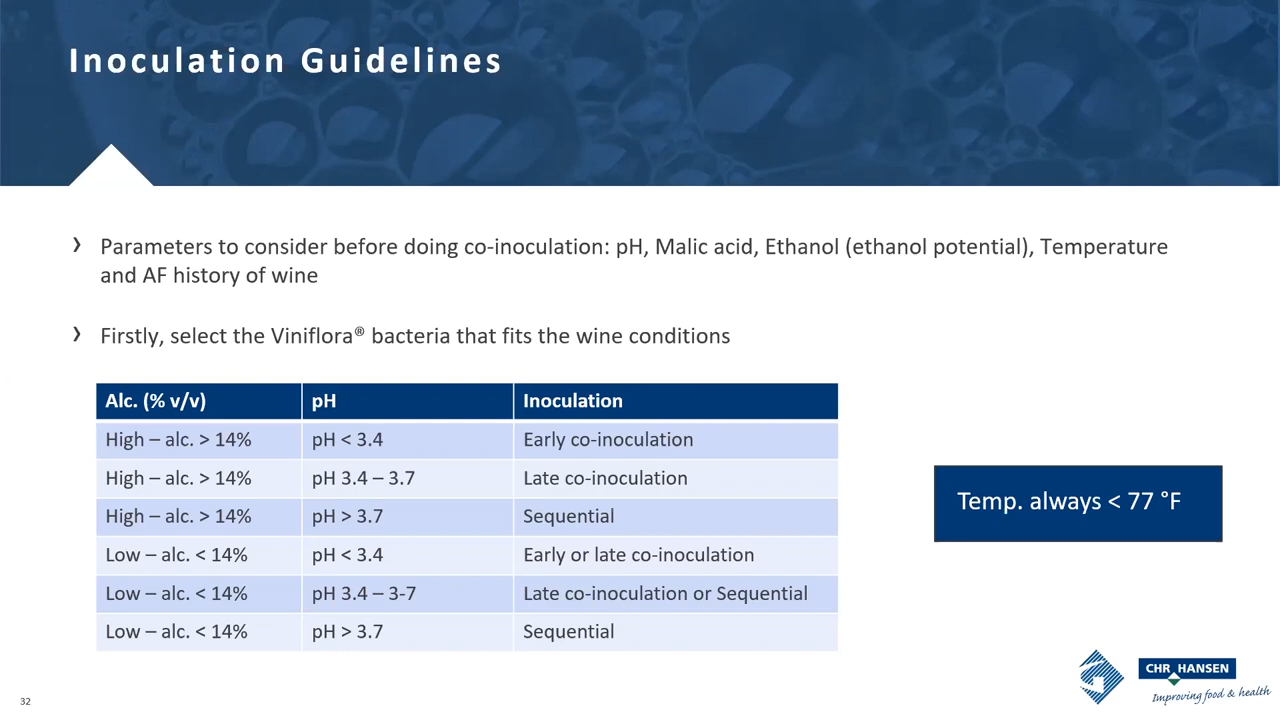 Inoculation Guidelines
› Parameters to consider before doing co-inoculation: pH, Malic acid, Ethanol (ethanol potential), Temperature
and AF history of wine
› Firstly, select the Viniflora® bacteria that fits the wine conditions
Alc. (% v/v) pH Inoculation
High – alc. > 14% pH < 3.4 Early co-inoculation
High – alc. > 14% pH 3.4 – 3.7 Late co-inoculation
High – alc. > 14% pH > 3.7 Sequential
Low – alc. < 14% pH < 3.4 Early or late co-inoculation
Low – alc. < 14% pH 3.4 – 3-7 Late co-inoculation or Sequential
Low – alc. < 14% pH > 3.7 Sequential
Temp. always < 77 °F
32
CHR HANSEN
Improving food & health